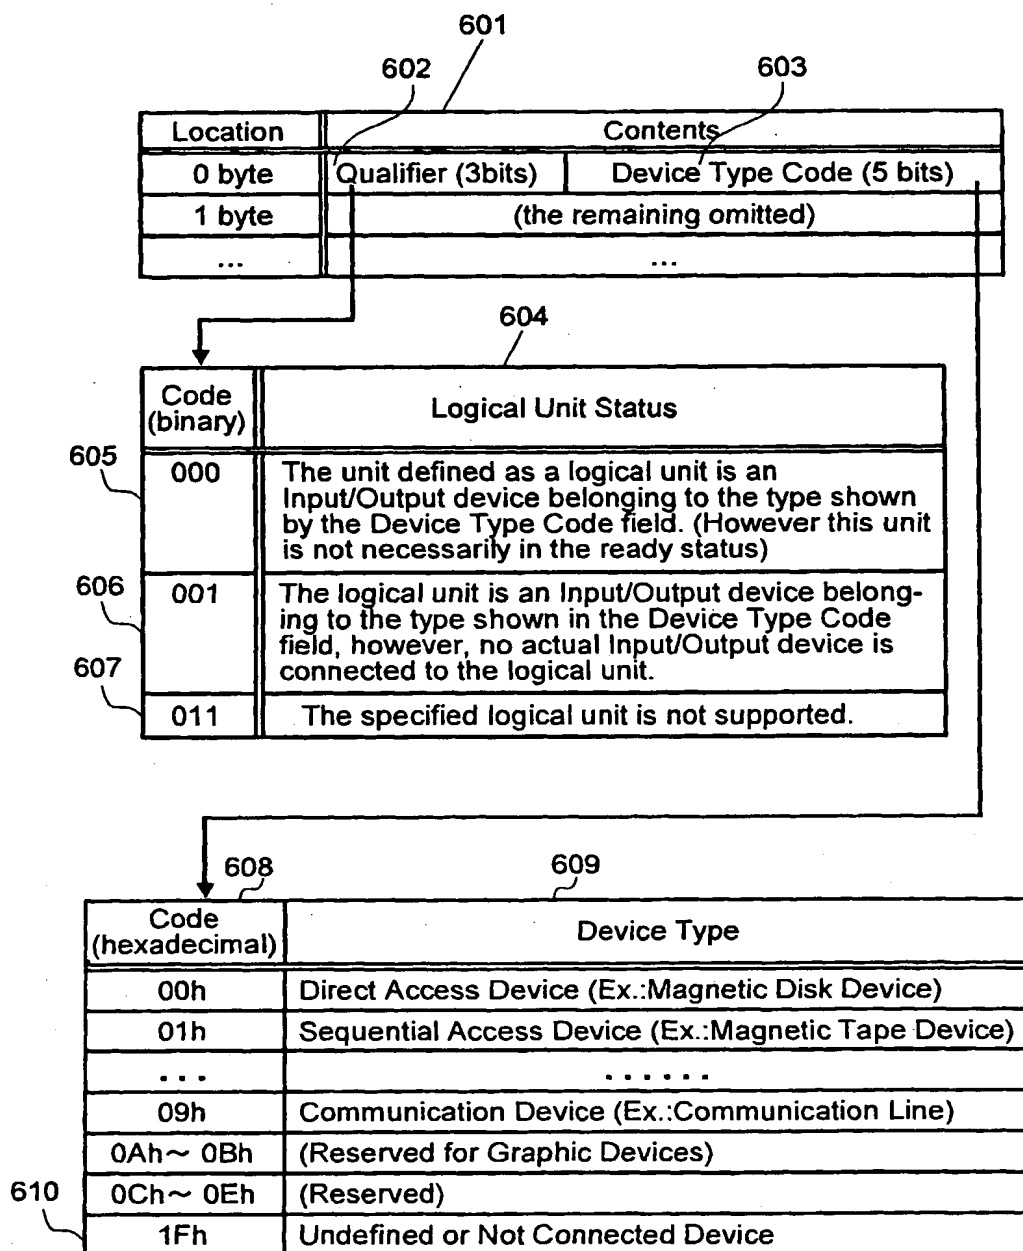 601
602
603
Location Contents
0 byte Qualifier (3bits) Device Type Code (5 bits)
1 byte (the remaining omitted)
... ...
604
Code
(binary)
Logical Unit Status
605
000 The unit defined as a logical unit is an
Input/Output device belonging to the type shown
by the Device Type Code field. (However this unit
is not necessarily in the ready status)
606
001 The logical unit is an Input/Output device belong-
ing to the type shown in the Device Type Code
field, however, no actual Input/Output device is
connected to the logical unit.
607
011 The specified logical unit is not supported.
608
609
Code
(hexadecimal)
Device Type
00h Direct Access Device (Ex.:Magnetic Disk Device)
01h Sequential Access Device (Ex.:Magnetic Tape Device)
... ......
09h Communication Device (Ex.:Communication Line)
0Ah~ 0Bh (Reserved for Graphic Devices)
610
0Ch~ 0Eh (Reserved)
1Fh Undefined or Not Connected Device